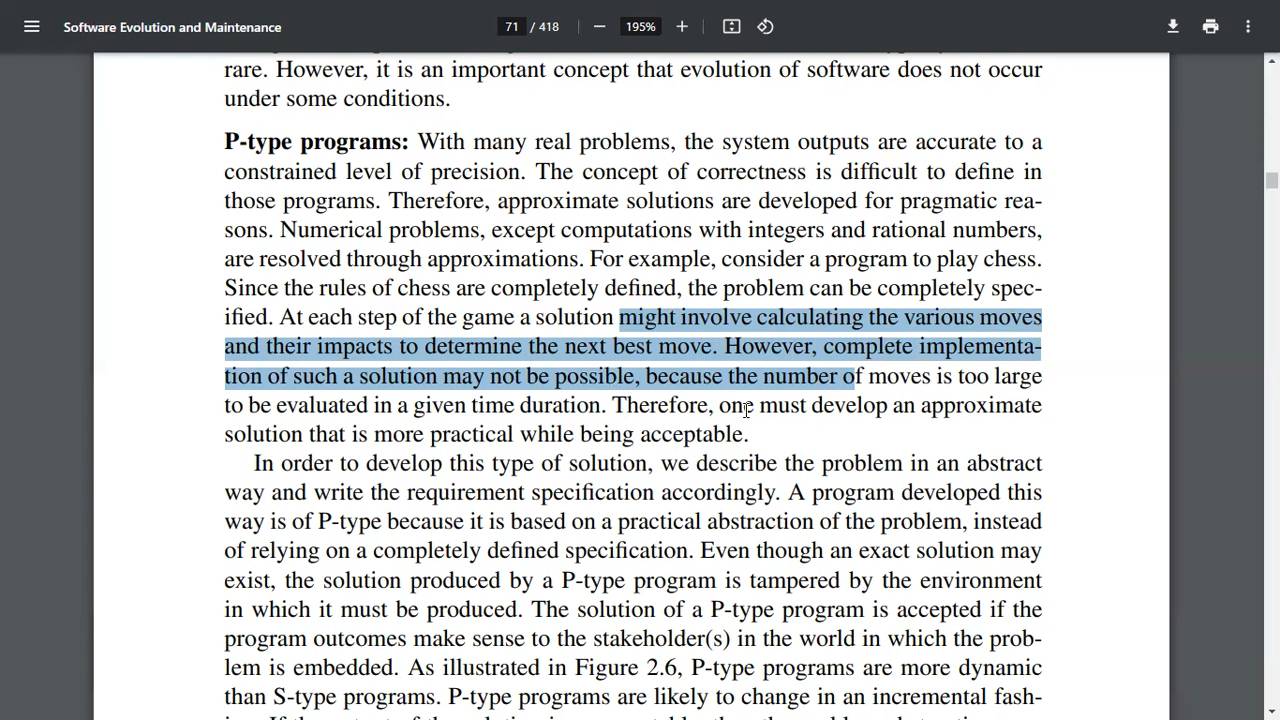 Software Evolution and Maintenance
71 / 418
195%
rare. However, it is an important concept that evolution of software does not occur
under some conditions.
P-type programs: With many real problems, the system outputs are accurate to a
constrained level of precision. The concept of correctness is difficult to define in
those programs. Therefore, approximate solutions are developed for pragmatic rea-
sons. Numerical problems, except computations with integers and rational numbers,
are resolved through approximations. For example, consider a program to play chess.
Since the rules of chess are completely defined, the problem can be completely spec-
ified. At each step of the game a solution might involve calculating the various moves
and their impacts to determine the next best move. However, complete implementa-
tion of such a solution may not be possible, because the number of moves is too large
to be evaluated in a given time duration. Therefore, one must develop an approximate
solution that is more practical while being acceptable.
In order to develop this type of solution, we describe the problem in an abstract
way and write the requirement specification accordingly. A program developed this
way is of P-type because it is based on a practical abstraction of the problem, instead
of relying on a completely defined specification. Even though an exact solution may
exist, the solution produced by a P-type program is tampered by the environment
in which it must be produced. The solution of a P-type program is accepted if the
program outcomes make sense to the stakeholder(s) in the world in which the prob-
lem is embedded. As illustrated in Figure 2.6, P-type programs are more dynamic
than S-type programs. P-type programs are likely to change in an incremental fash-